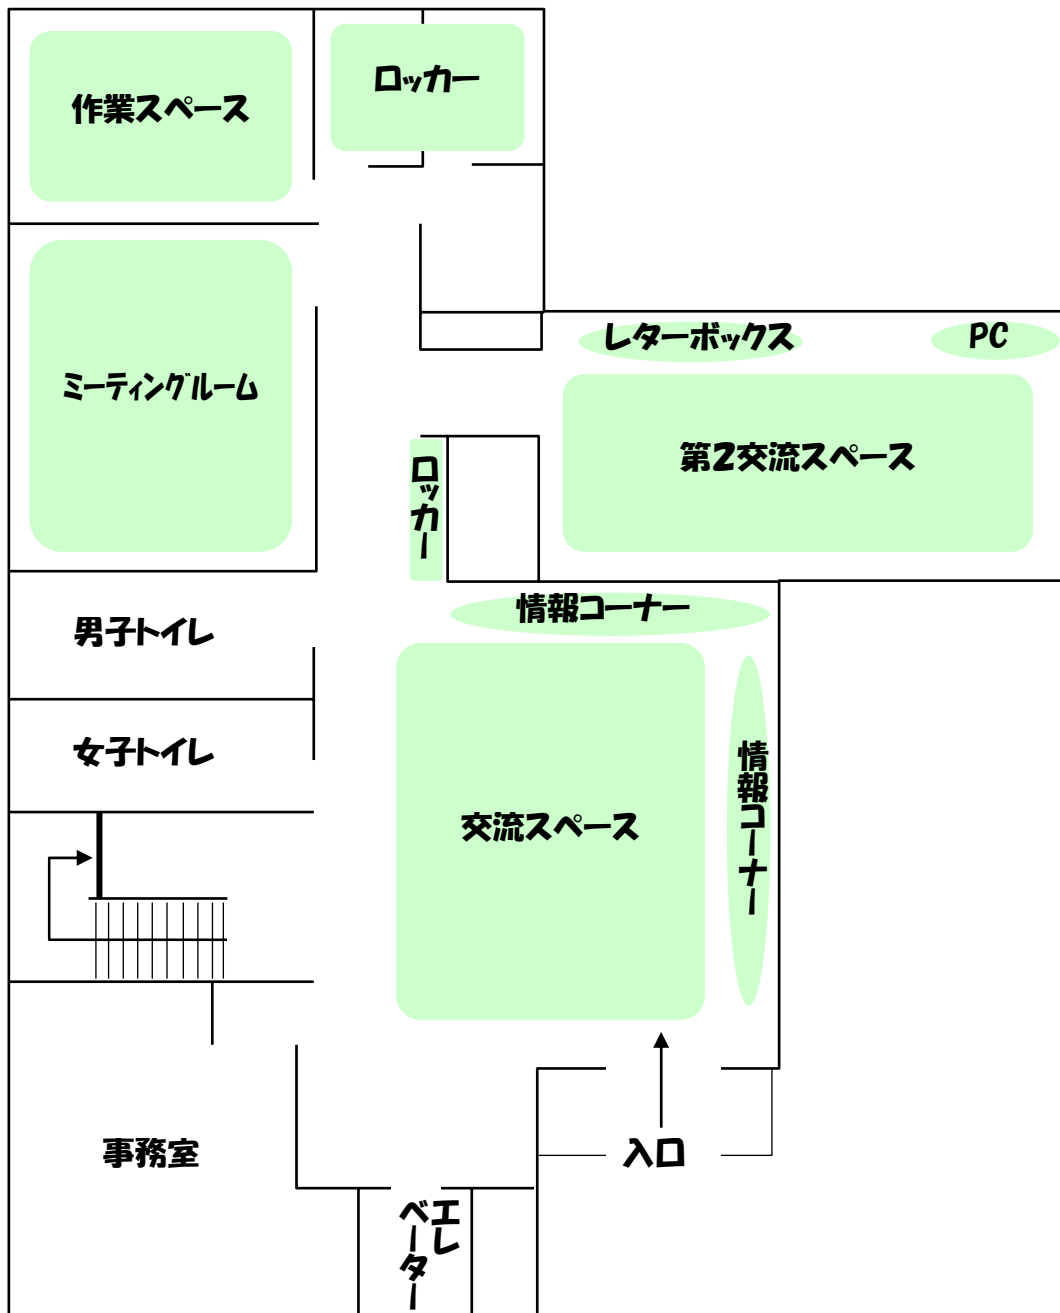 作業スペース
ロッカー
レターボックス
PC
ミーティングルーム
第2交流スペース
ロッカー
情報コーナー
男子トイレ
女子トイレ
交流スペース
情報コーナー
事務室
入口
エレ
ベーター